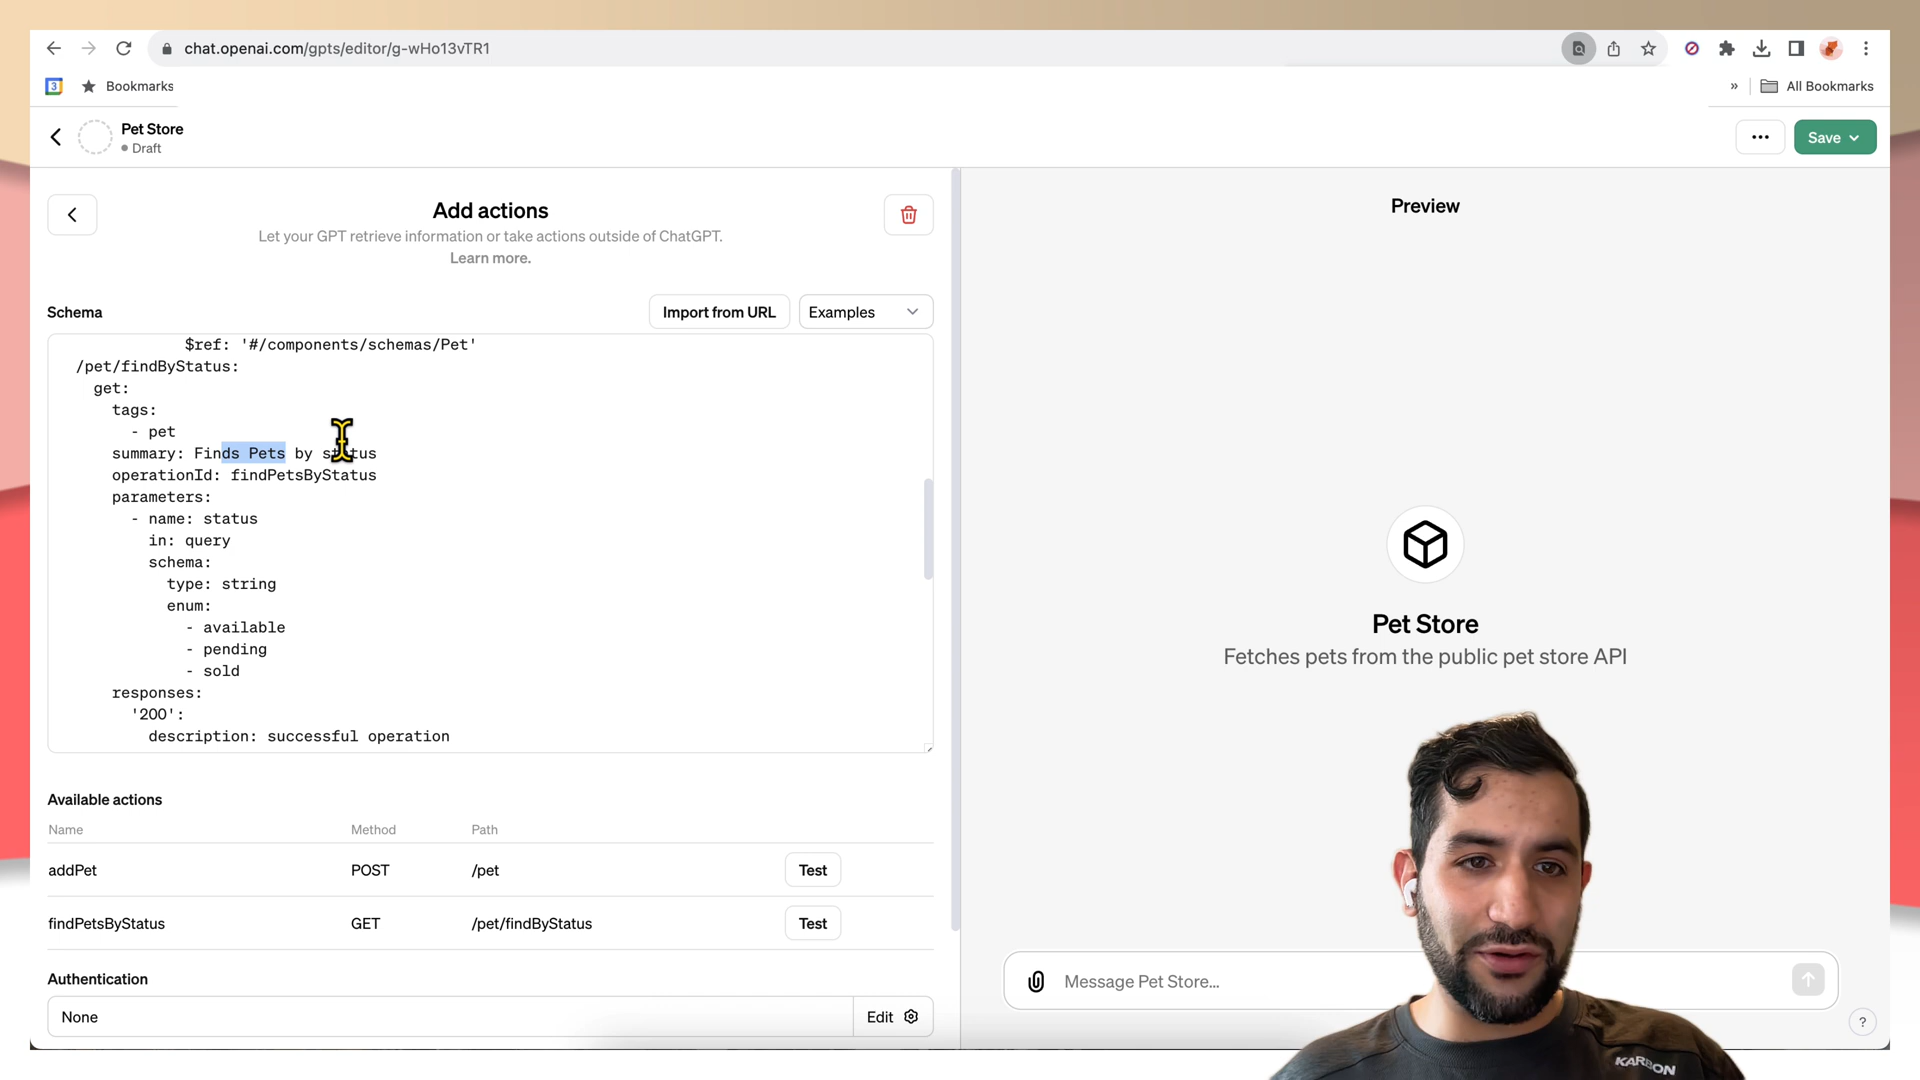 chat.openai.com/gpts/editor/g-wHo13vTR1
3
Bookmarks
»
All Bookmarks
Pet Store
Draft
Save
Add actions
Let your GPT retrieve information or take actions outside of ChatGPT.
Learn more.
Schema
Import from URL
Examples
$ref: '#/components/schemas/Pet'
/pet/findByStatus:
get:
tags:
- pet
summary: Finds Pets by status
operationId: findPetsByStatus
parameters:
- name: status
in: query
schema:
type: string
enum:
- available
- pending
- sold
responses:
'200':
description: successful operation
Available actions
Name Method Path
addPet POST /pet Test
findPetsByStatus GET /pet/findByStatus Test
Authentication
None
Edit
Preview
Pet Store
Fetches pets from the public pet store API
Message Pet Store...
?
KARBON